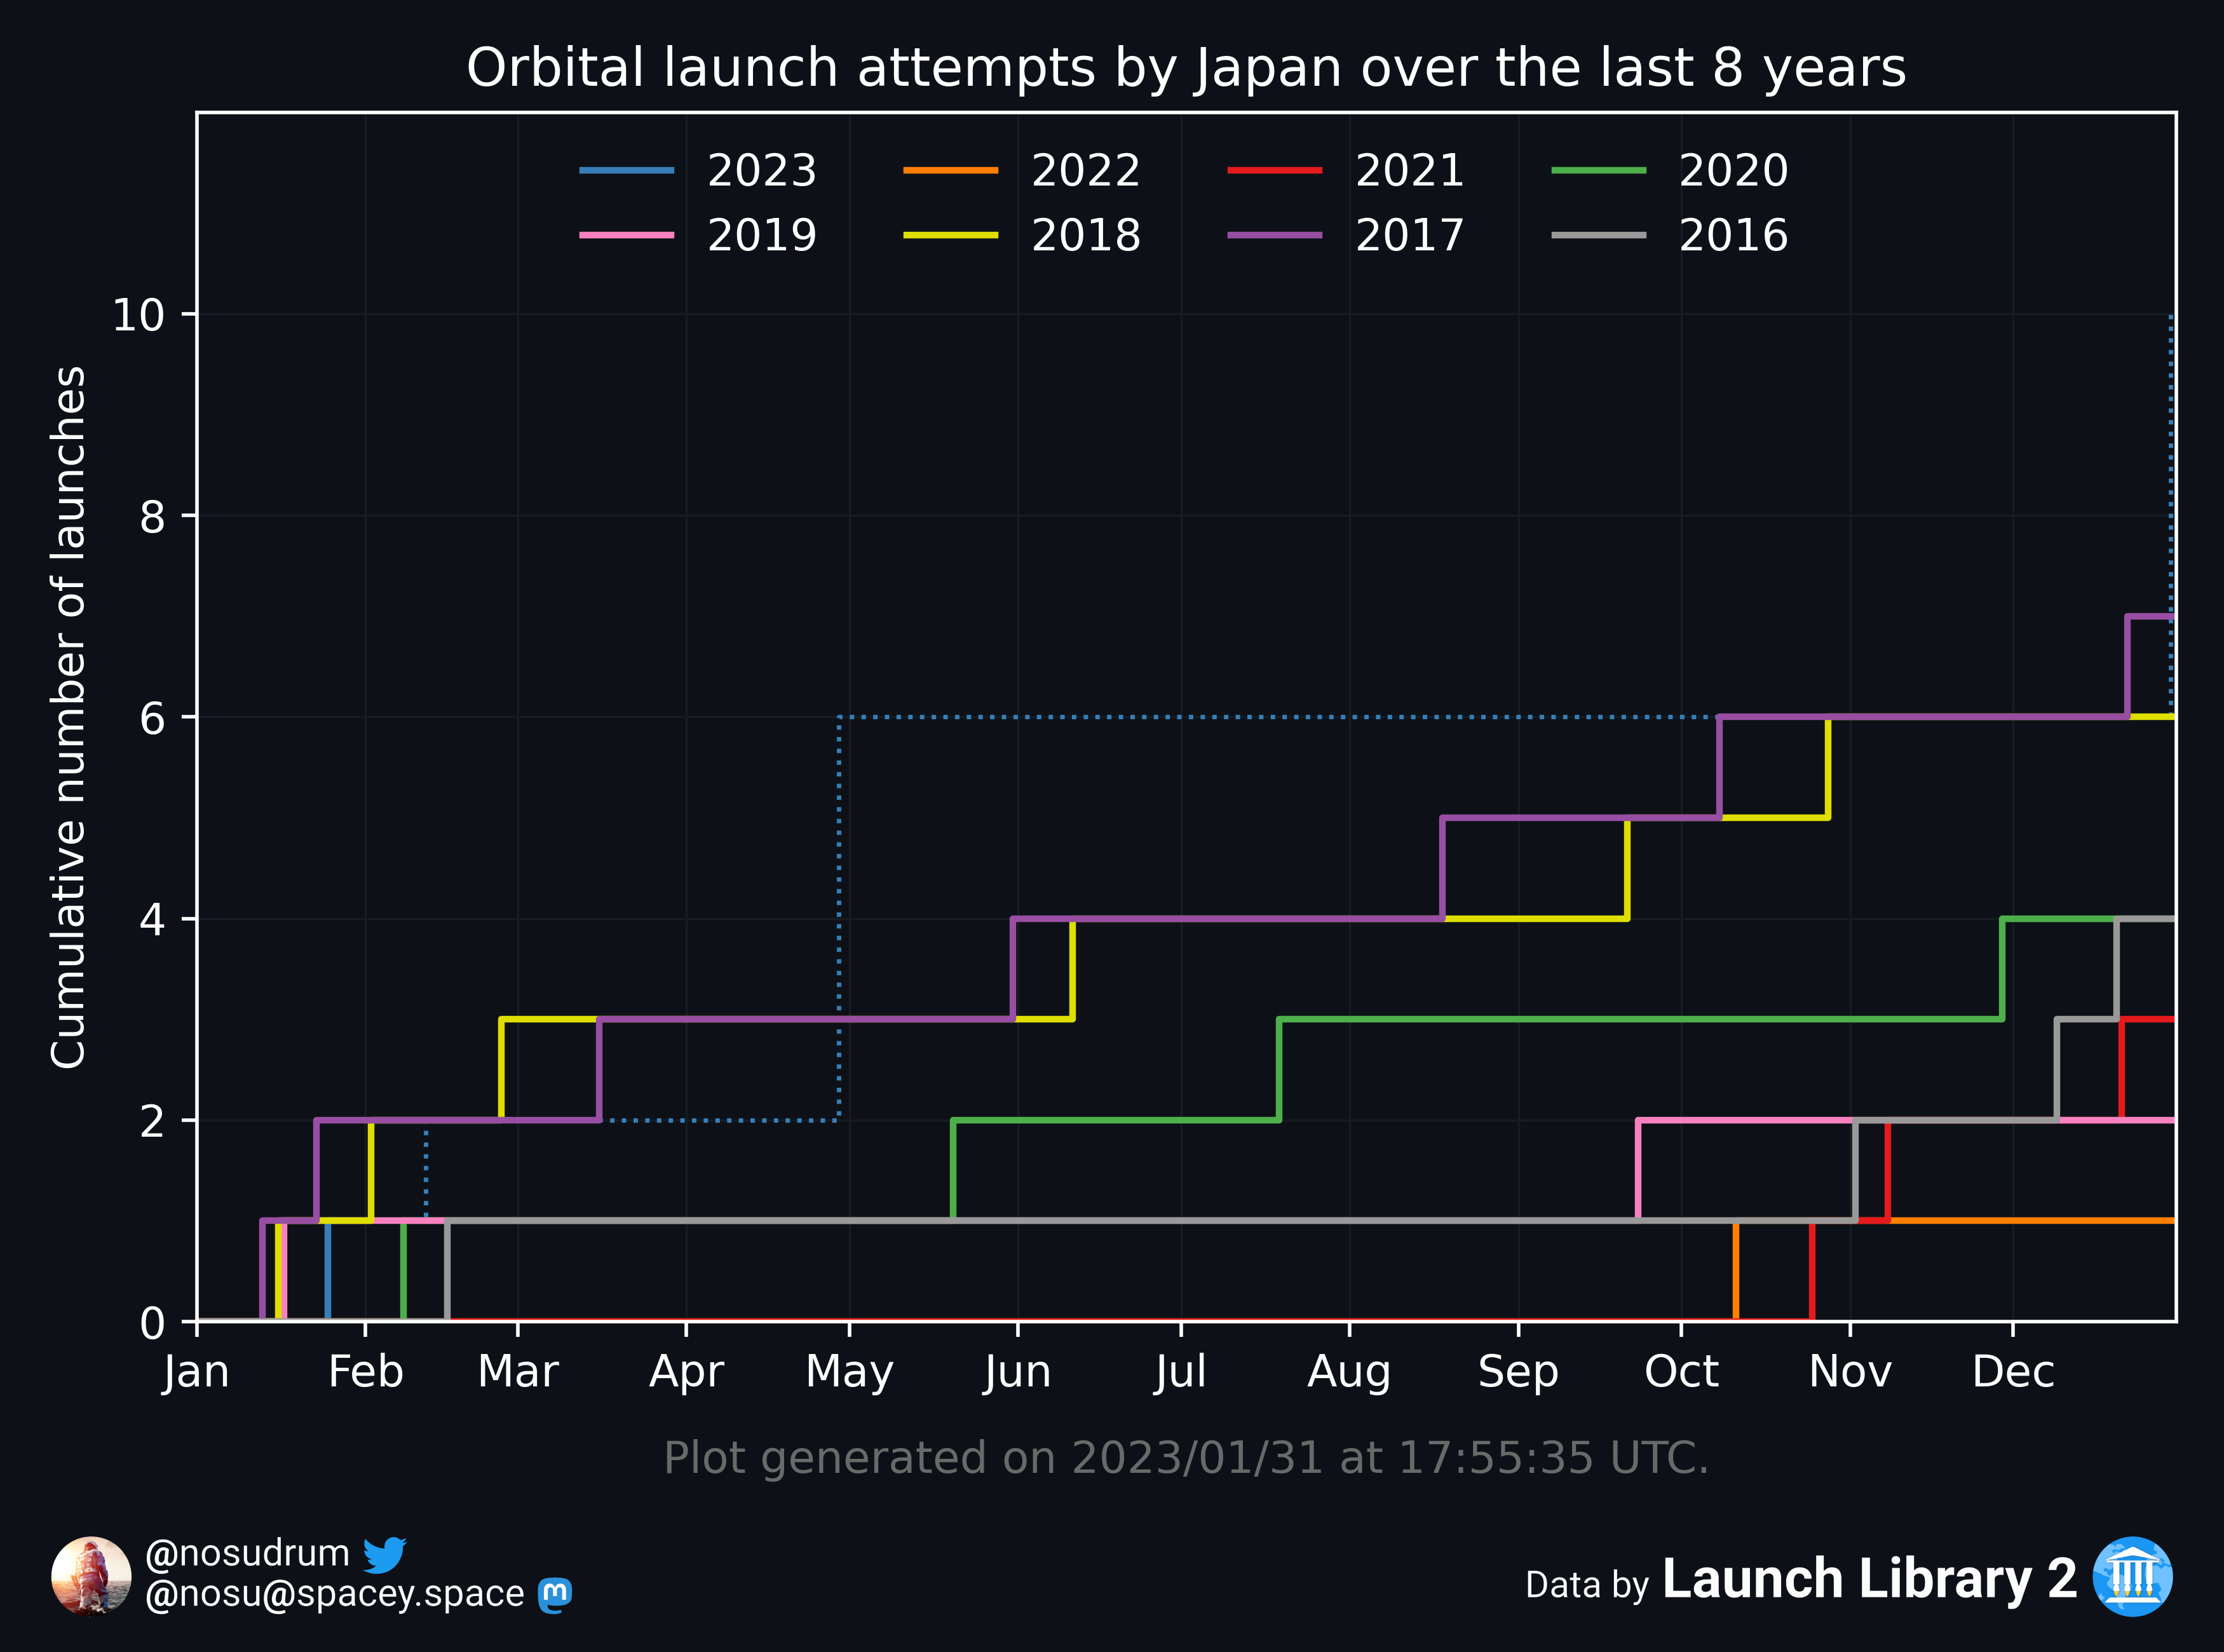 Orbital launch attempts by Japan over the last 8 years
2023 2022 2021 2020
2019 2018 2017 2016
Cumulative number of launches
10
8
6
4
2
0
Jan Feb Mar Apr May Jun Jul Aug Sep Oct Nov Dec
Plot generated on 2023/01/31 at 17:55:35 UTC.
@nosudrum
@nosu@spacey.space
Data by Launch Library 2